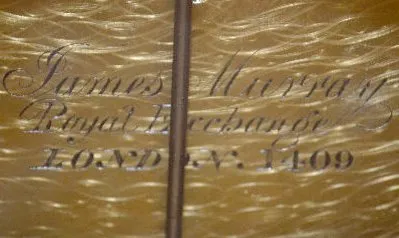 James Murray
Royal Exchange
LONDON. 1409